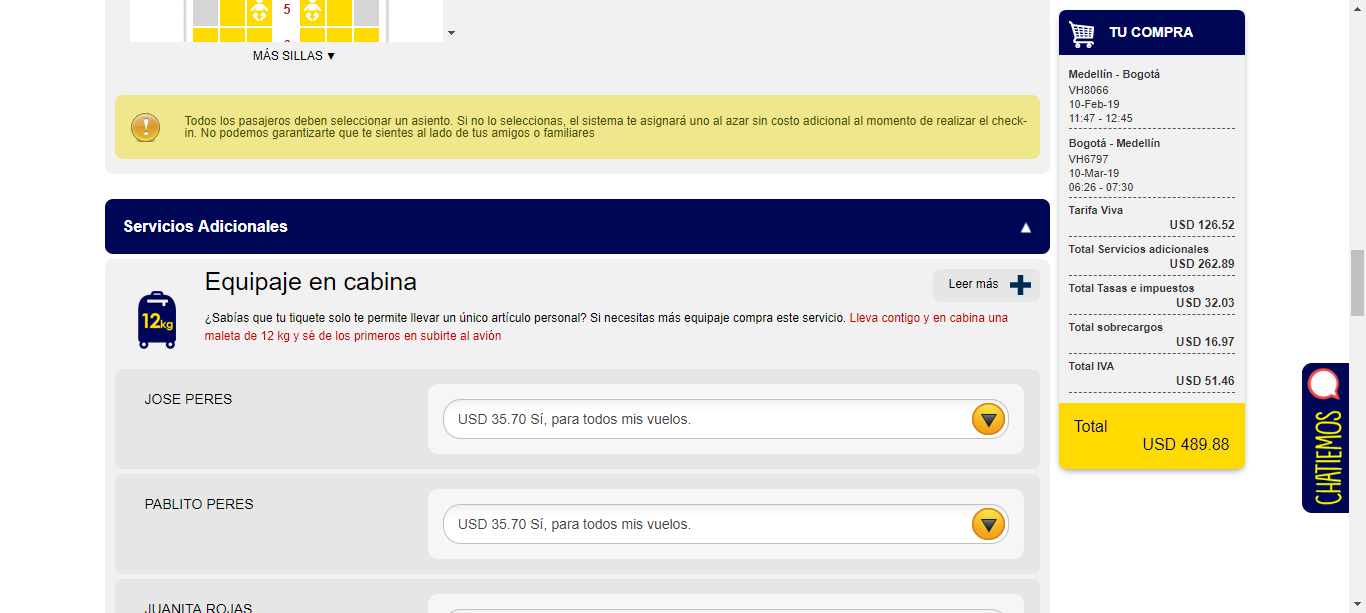 5
MÁS SILLAS ▼
Todos los pasajeros deben seleccionar un asiento. Si no lo seleccionas, el sistema te asignará uno al azar sin costo adicional al momento de realizar el check-
in. No podemos garantizarte que te sientes al lado de tus amigos o familiares
Servicios Adicionales
▲
12kg
Equipaje en cabina
Leer más
¿Sabías que tu tiquete solo te permite llevar un único artículo personal? Si necesitas más equipaje compra este servicio. Lleva contigo y en cabina una
maleta de 12 kg y sé de los primeros en subirte al avión
JOSE PERES
USD 35.70 Sí, para todos mis vuelos.
PABLITO PERES
USD 35.70 Sí, para todos mis vuelos.
JUANITA ROJAS
TU COMPRA
Medellín - Bogotá
VH8066
10-Feb-19
11:47 - 12:45
Bogotá - Medellín
VH6797
10-Mar-19
06:26 - 07:30
Tarifa Viva
USD 126.52
Total Servicios adicionales
USD 262.89
Total Tasas e impuestos
USD 32.03
Total sobrecargos
USD 16.97
Total IVA
USD 51.46
Total
USD 489.88
CHATIEMOS